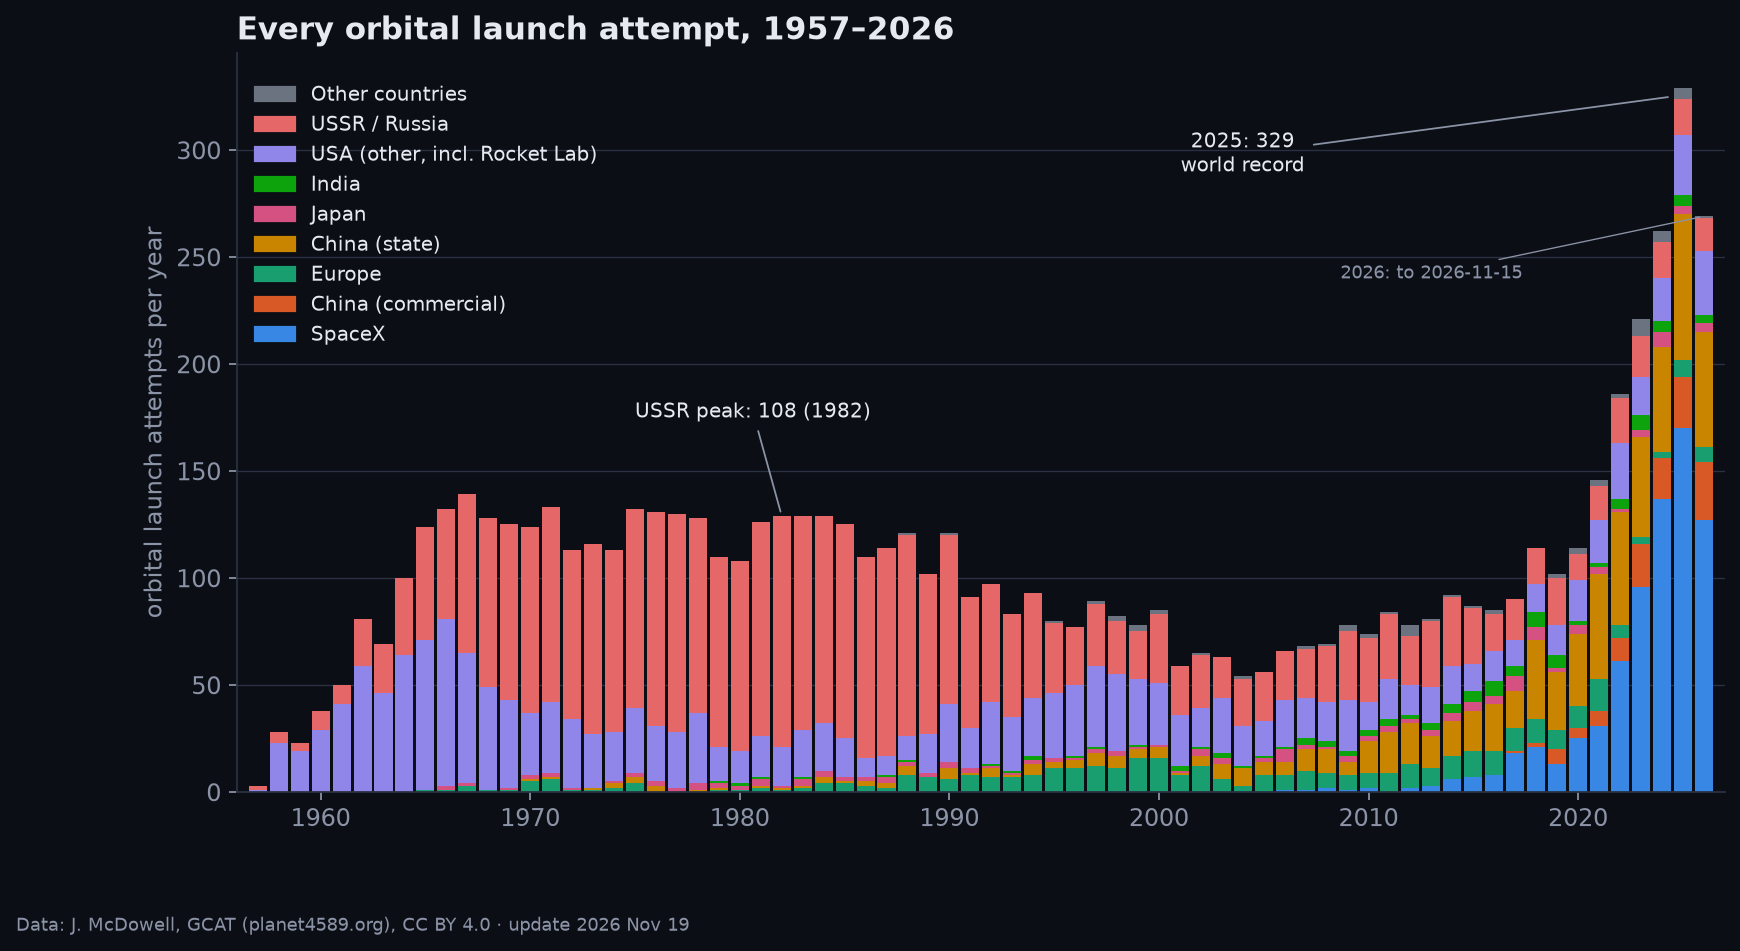 Every orbital launch attempt, 1957–2026
Other countries
USSR / Russia
USA (other, incl. Rocket Lab)
India
Japan
China (state)
Europe
China (commercial)
SpaceX
2025: 329
world record
2026: to 2026-11-15
USSR peak: 108 (1982)
orbital launch attempts per year
300
250
200
150
100
50
0
1960
1970
1980
1990
2000
2010
2020
Data: J. McDowell, GCAT (planet4589.org), CC BY 4.0 · update 2026 Nov 19